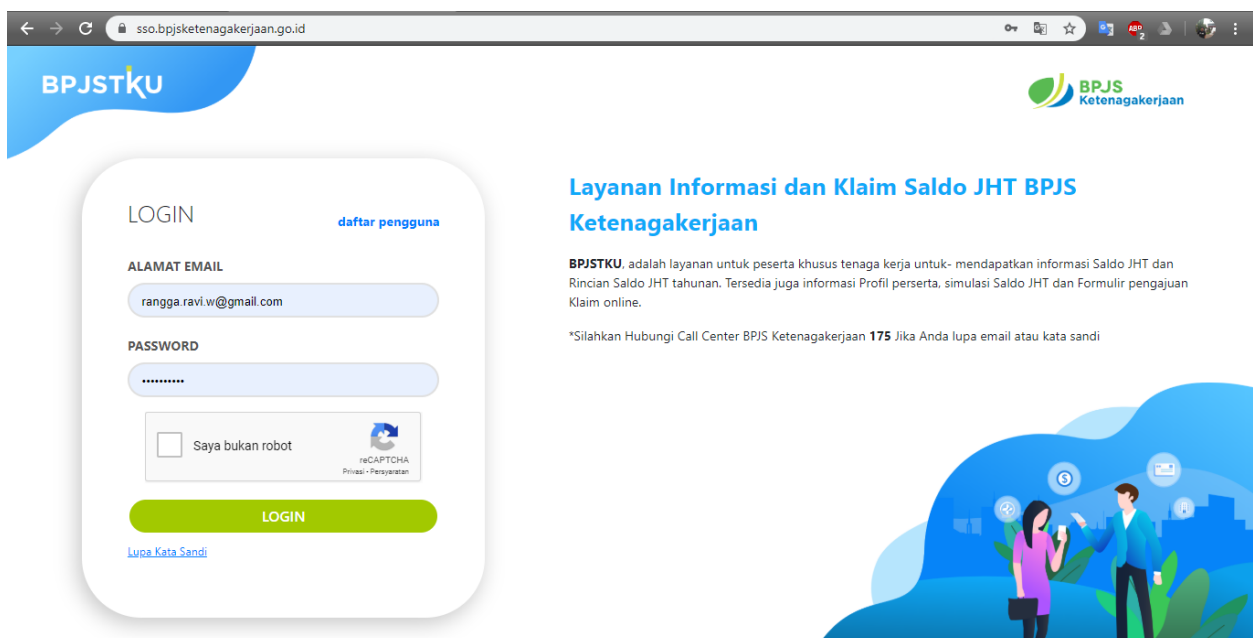 sso.bpjsketenagakerjaan.go.id
ABP
2
BPJSTKU
BPJS
Ketenagakerjaan
LOGIN
daftar pengguna
ALAMAT EMAIL
rangga.ravi.w@gmail.com
PASSWORD
••••••••••
Saya bukan robot
reCAPTCHA
Privasi - Persyaratan
LOGIN
Lupa Kata Sandi
Layanan Informasi dan Klaim Saldo JHT BPJS
Ketenagakerjaan
BPJSTKU, adalah layanan untuk peserta khusus tenaga kerja untuk- mendapatkan informasi Saldo JHT dan
Rincian Saldo JHT tahunan. Tersedia juga informasi Profil perserta, simulasi Saldo JHT dan Formulir pengajuan
Klaim online.
*Silahkan Hubungi Call Center BPJS Ketenagakerjaan 175 Jika Anda lupa email atau kata sandi
$